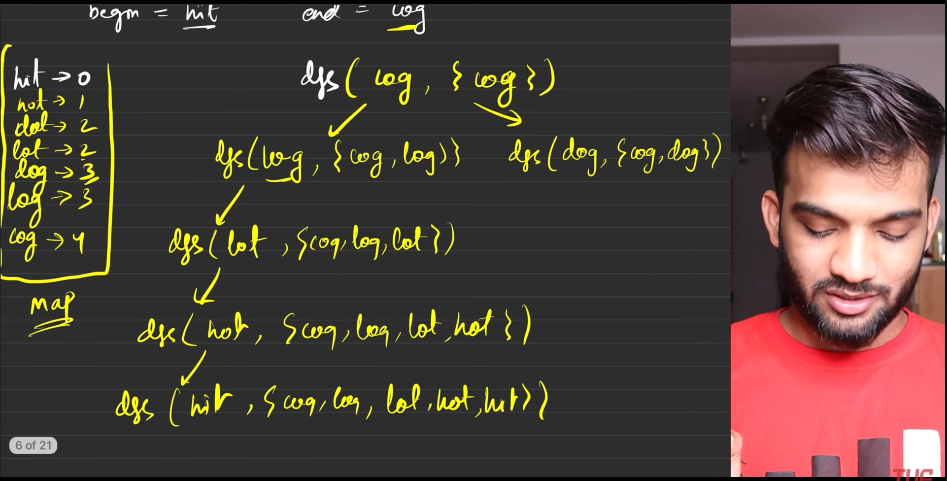 begin = hit end = cog
hit → 0
hot → 1
dot → 2
lot → 2
dog → 3
log → 3
cog → 4
Map
dfs ( cog , { cog } )
dfs ( log , { cog , log ) }
dfs ( dog , { cog , dog } )
dfs ( lot , { cog , log , lot } )
dfs ( hot , { cog , log , lot , hot } )
dfs ( hit , { cog , log , lot , hot , hit } )
6 of 21
TUF